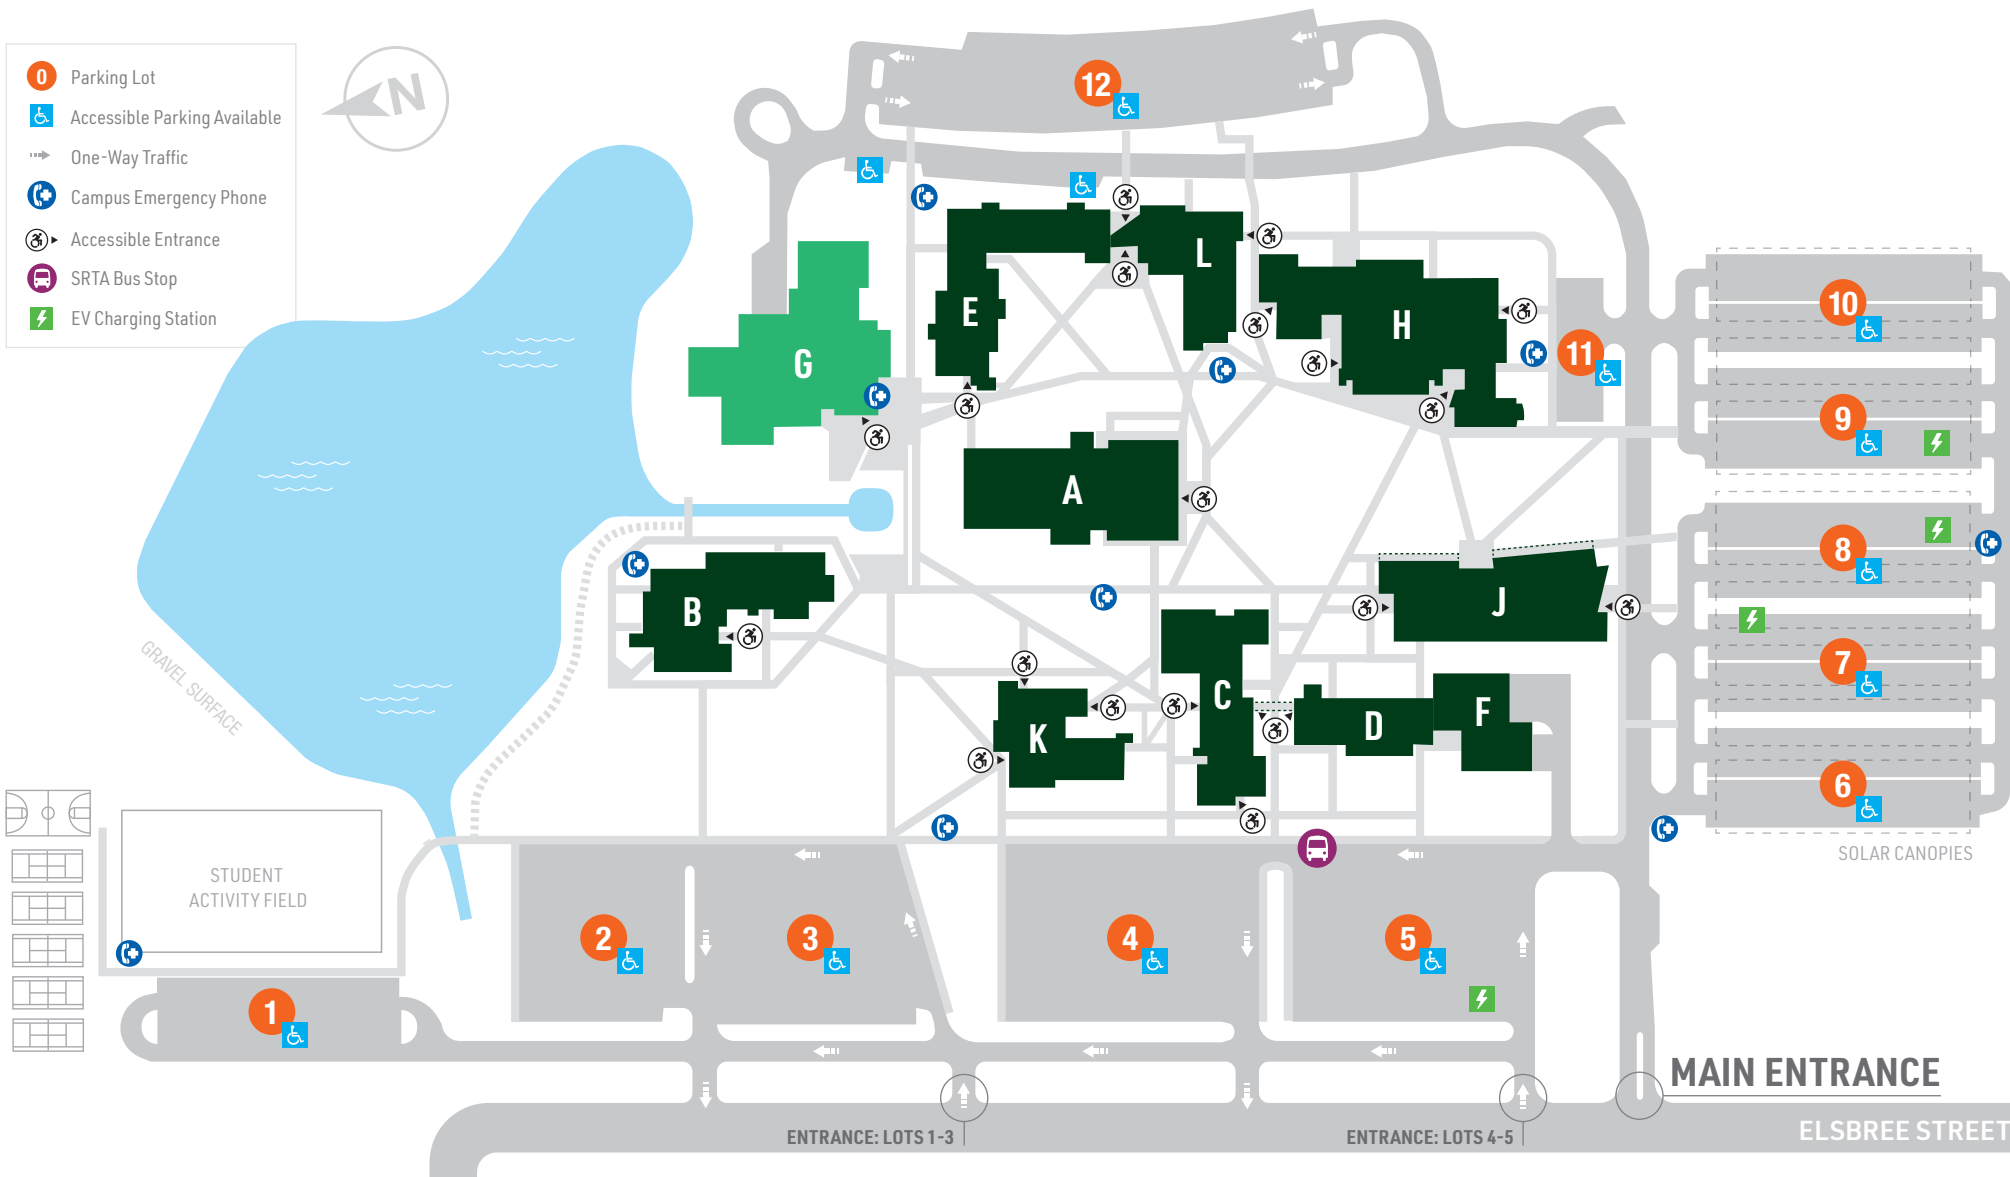 0 Parking Lot
Accessible Parking Available
One-Way Traffic
Campus Emergency Phone
Accessible Entrance
SRTA Bus Stop
EV Charging Station
N
12
L
E
H
G
A
B
J
C
K
D
F
10
11
9
8
7
6
SOLAR CANOPIES
GRAVEL SURFACE
STUDENT
ACTIVITY FIELD
1
2
3
4
5
MAIN ENTRANCE
ENTRANCE: LOTS 1-3
ENTRANCE: LOTS 4-5
ELSBREE STREET